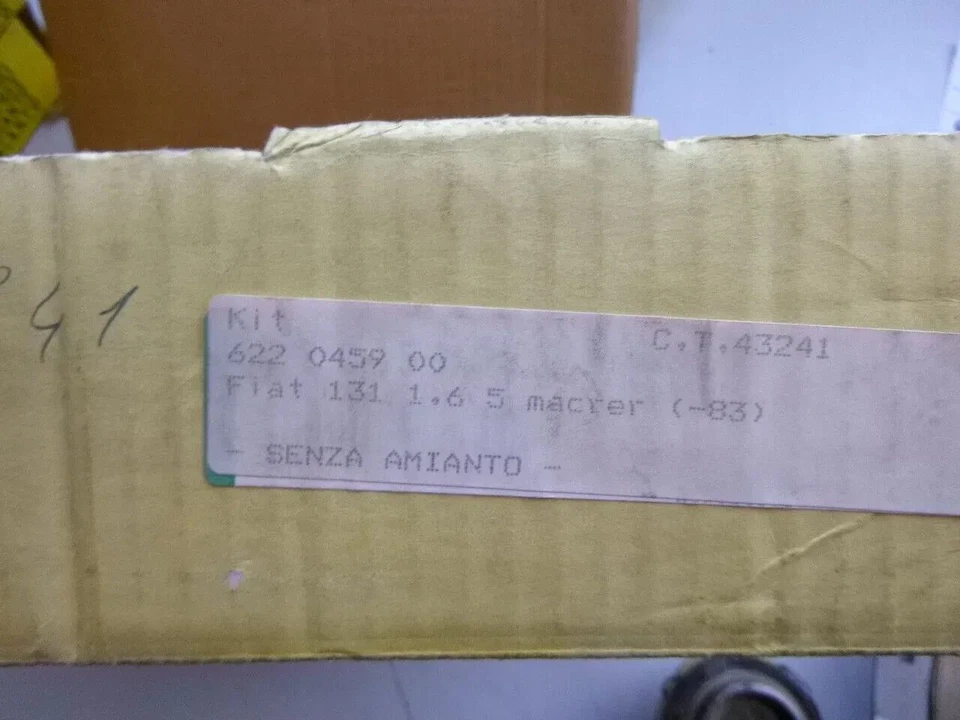 41
Kit
C.T.43241
622 0459 00
Fiat 131 1.6 5 macrer (-83)
- SENZA AMIANTO -